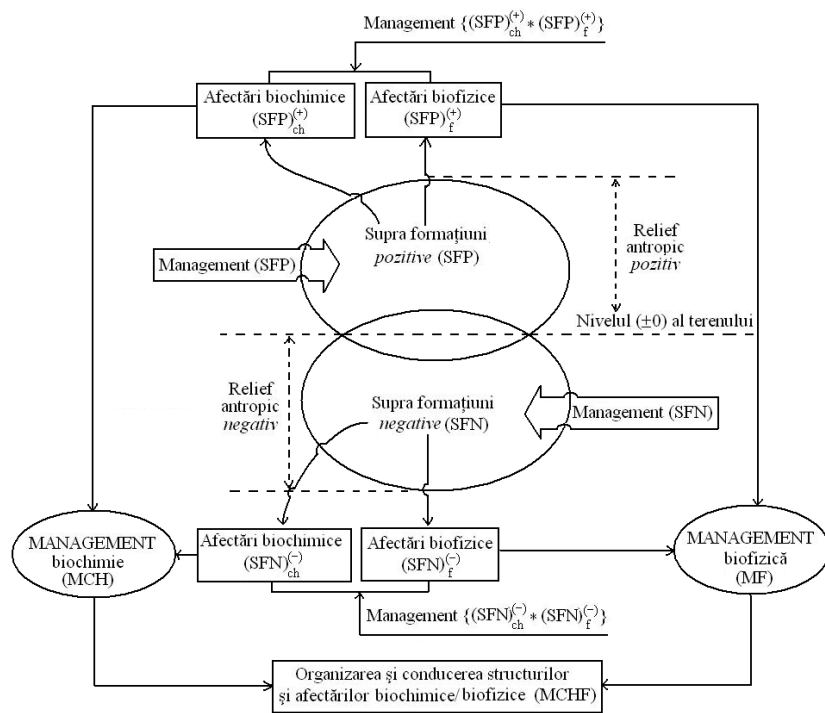 Management {(SFP)ch(+) * (SFP)f(+)}
Afectări biochimice
(SFP)ch(+)
Afectări biofizice
(SFP)f(+)
Supra formațiuni
pozitive (SFP)
Relief
antropic
pozitiv
Management (SFP)
Nivelul (±0) al terenului
Relief
antropic
negativ
Supra formațiuni
negative (SFN)
Management (SFN)
MANAGEMENT
biochimie
(MCH)
Afectări biochimice
(SFN)ch(−)
Afectări biofizice
(SFN)f(−)
MANAGEMENT
biofizică
(MF)
Management {(SFN)ch(−) * (SFN)f(−)}
Organizarea și conducerea structurilor
și afectărilor biochimice/biofizice (MCHF)